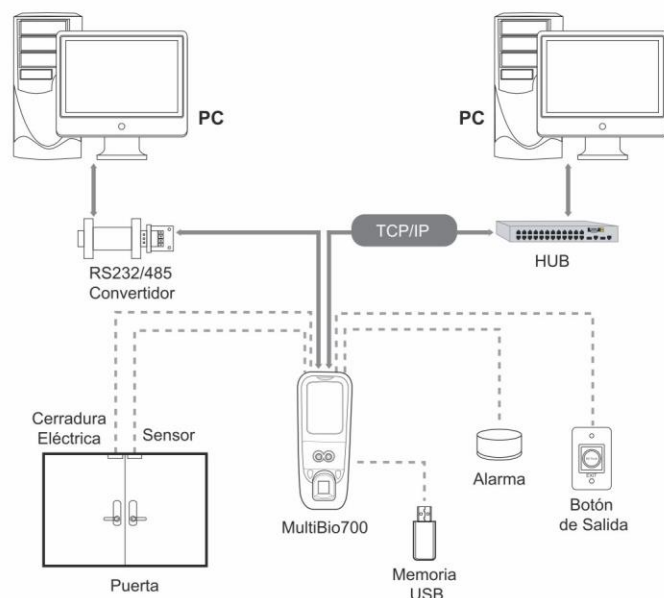 PC
PC
TCP/IP
RS232/485
Convertidor
HUB
Cerradura
Eléctrica
Sensor
Puerta
MultiBio700
Memoria
USB
Alarma
EXIT
Botón
de Salida